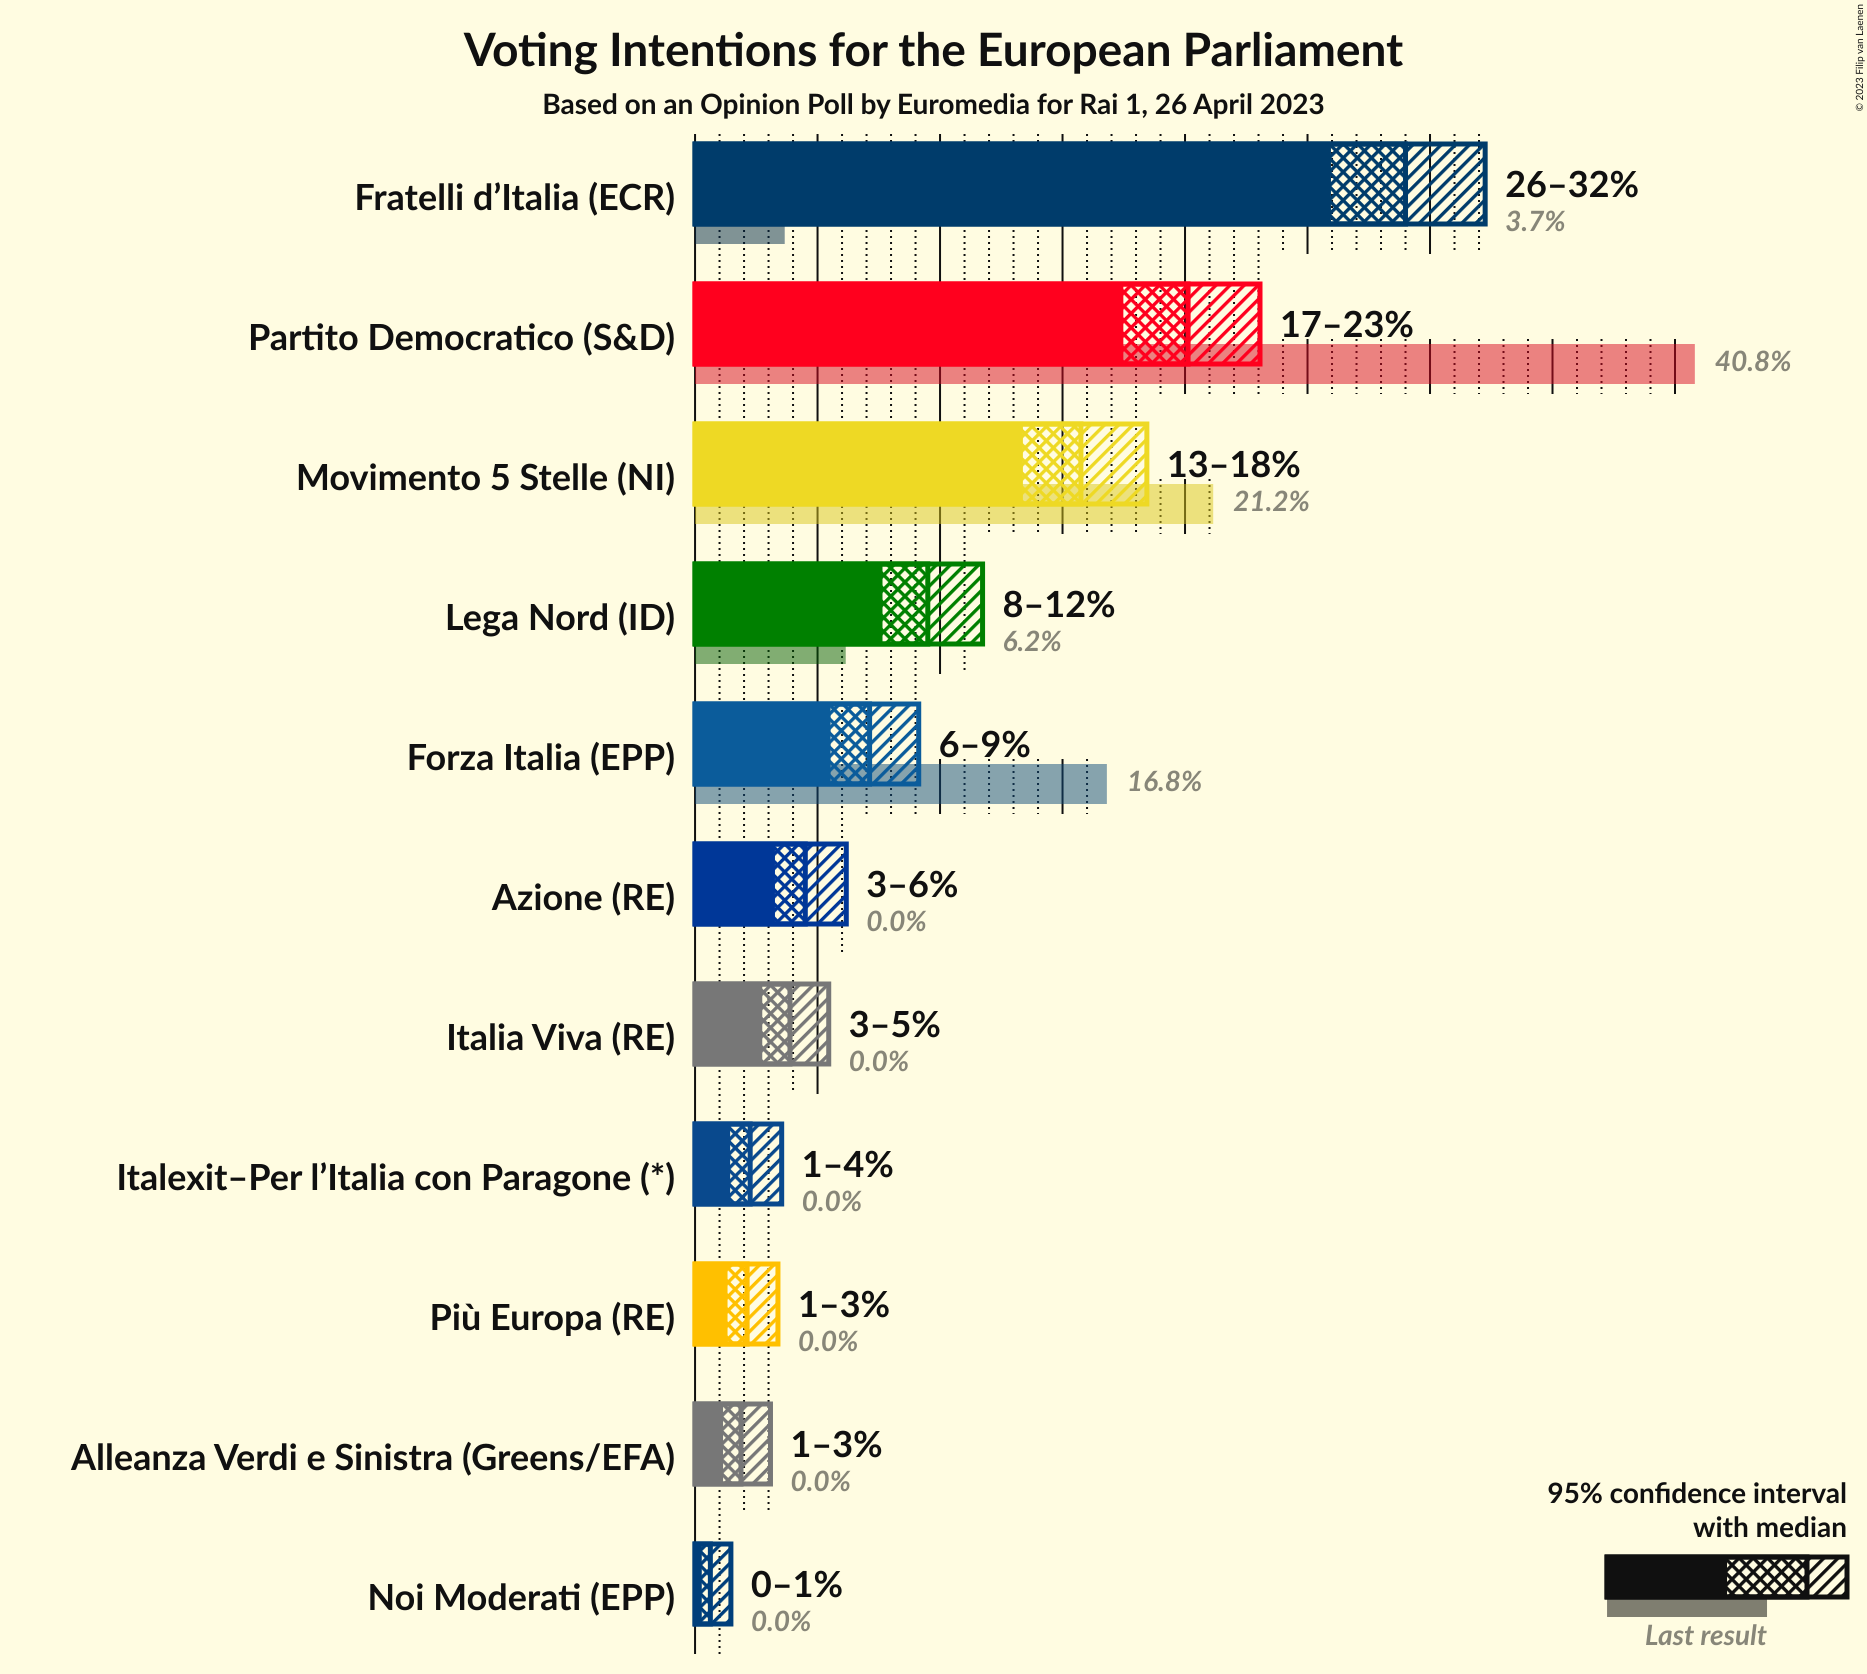 Voting Intentions for the European Parliament
Based on an Opinion Poll by Euromedia for Rai 1, 26 April 2023
© 2023 Filip van Laenen
Fratelli d’Italia (ECR)
26–32%
3.7%
Partito Democratico (S&D)
17–23%
40.8%
Movimento 5 Stelle (NI)
13–18%
21.2%
Lega Nord (ID)
8–12%
6.2%
Forza Italia (EPP)
6–9%
16.8%
Azione (RE)
3–6%
0.0%
Italia Viva (RE)
3–5%
0.0%
Italexit–Per l’Italia con Paragone (*)
1–4%
0.0%
Più Europa (RE)
1–3%
0.0%
Alleanza Verdi e Sinistra (Greens/EFA)
1–3%
0.0%
Noi Moderati (EPP)
0–1%
0.0%
95% confidence interval
with median
Last result